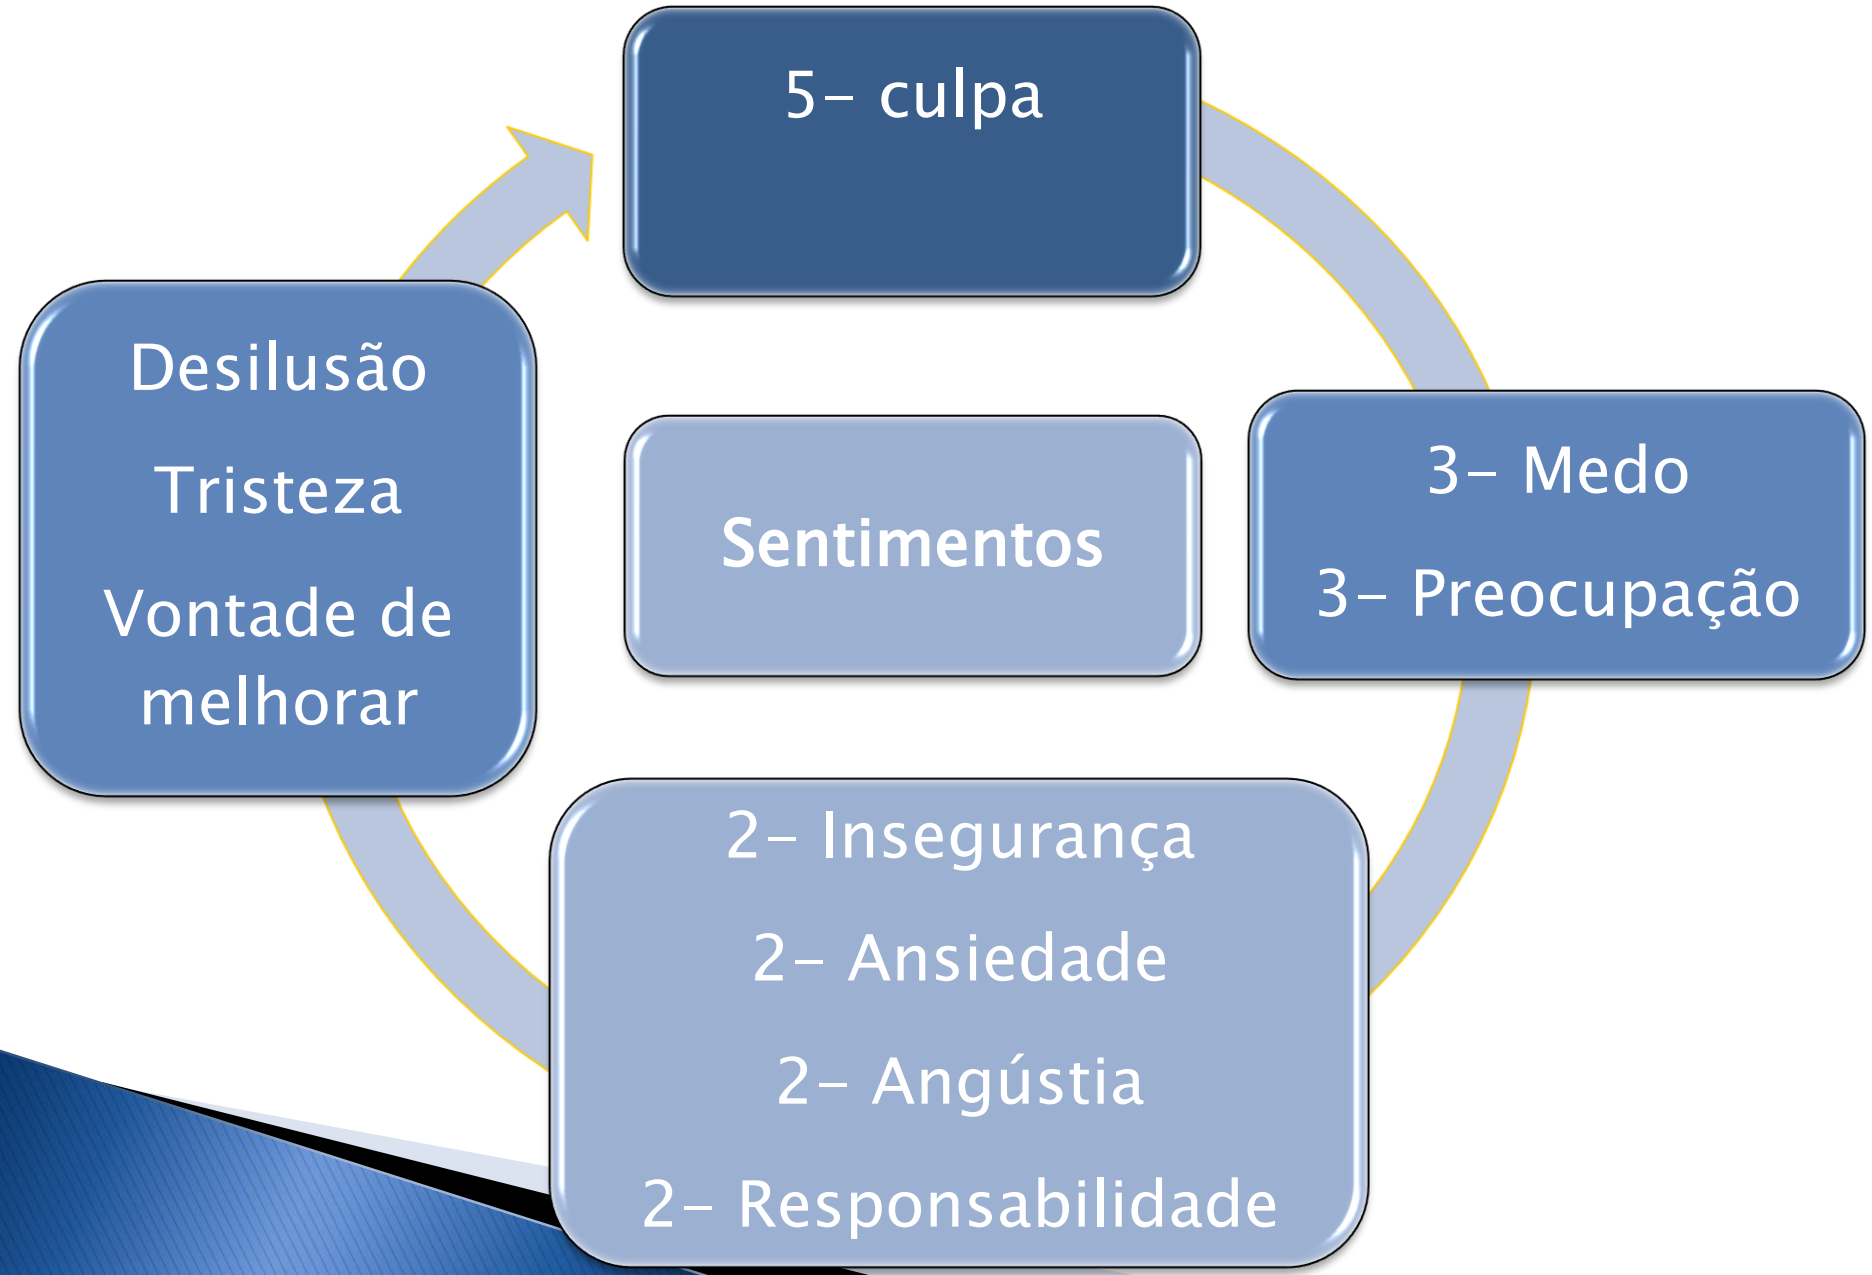 5- culpa
Desilusão
Tristeza
Vontade de
melhorar
Sentimentos
3- Medo
3- Preocupação
2- Insegurança
2- Ansiedade
2- Angústia
2- Responsabilidade